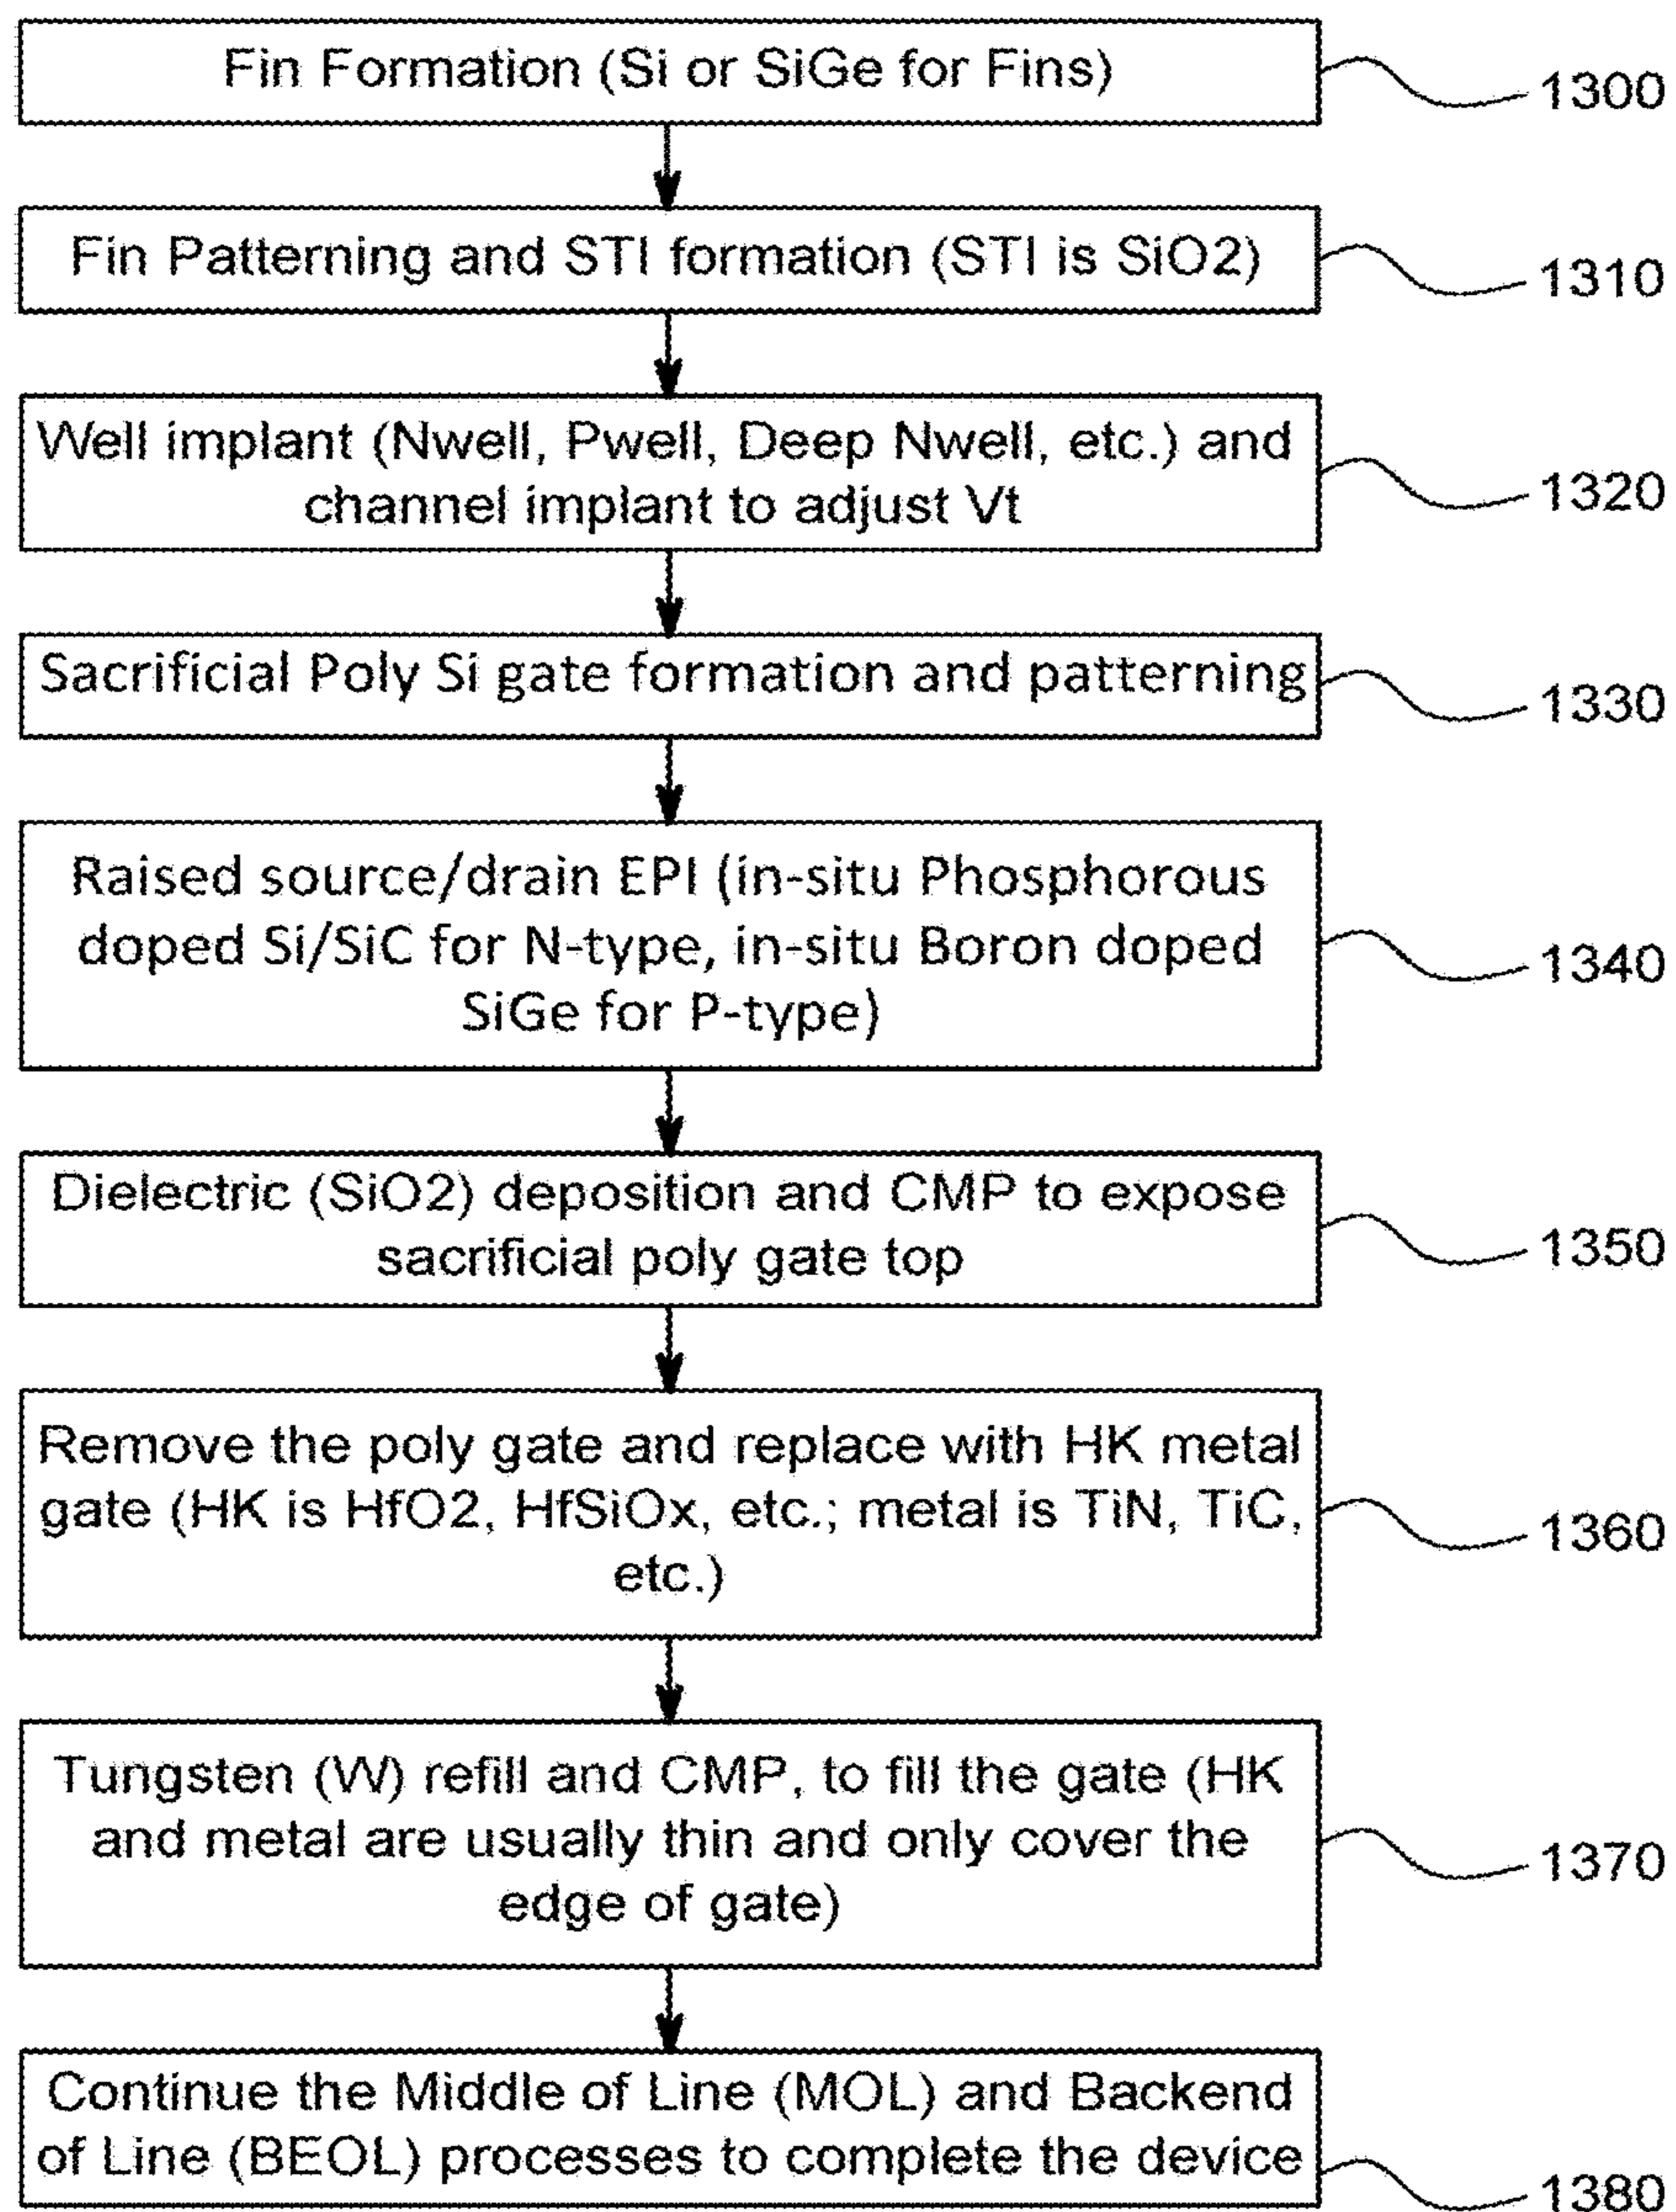 Fin Formation (Si or SiGe for Fins)
1300
Fin Patterning and STI formation (STI is SiO2)
1310
Well implant (Nwell, Pwell, Deep Nwell, etc.) and
channel implant to adjust Vt
1320
Sacrificial Poly Si gate formation and patterning
1330
Raised source/drain EPI (in-situ Phosphorous
doped Si/SiC for N-type, in-situ Boron doped
SiGe for P-type)
1340
Dielectric (SiO2) deposition and CMP to expose
sacrificial poly gate top
1350
Remove the poly gate and replace with HK metal
gate (HK is HfO2, HfSiOx, etc.; metal is TiN, TiC,
etc.)
1360
Tungsten (W) refill and CMP, to fill the gate (HK
and metal are usually thin and only cover the
edge of gate)
1370
Continue the Middle of Line (MOL) and Backend
of Line (BEOL) processes to complete the device
1380